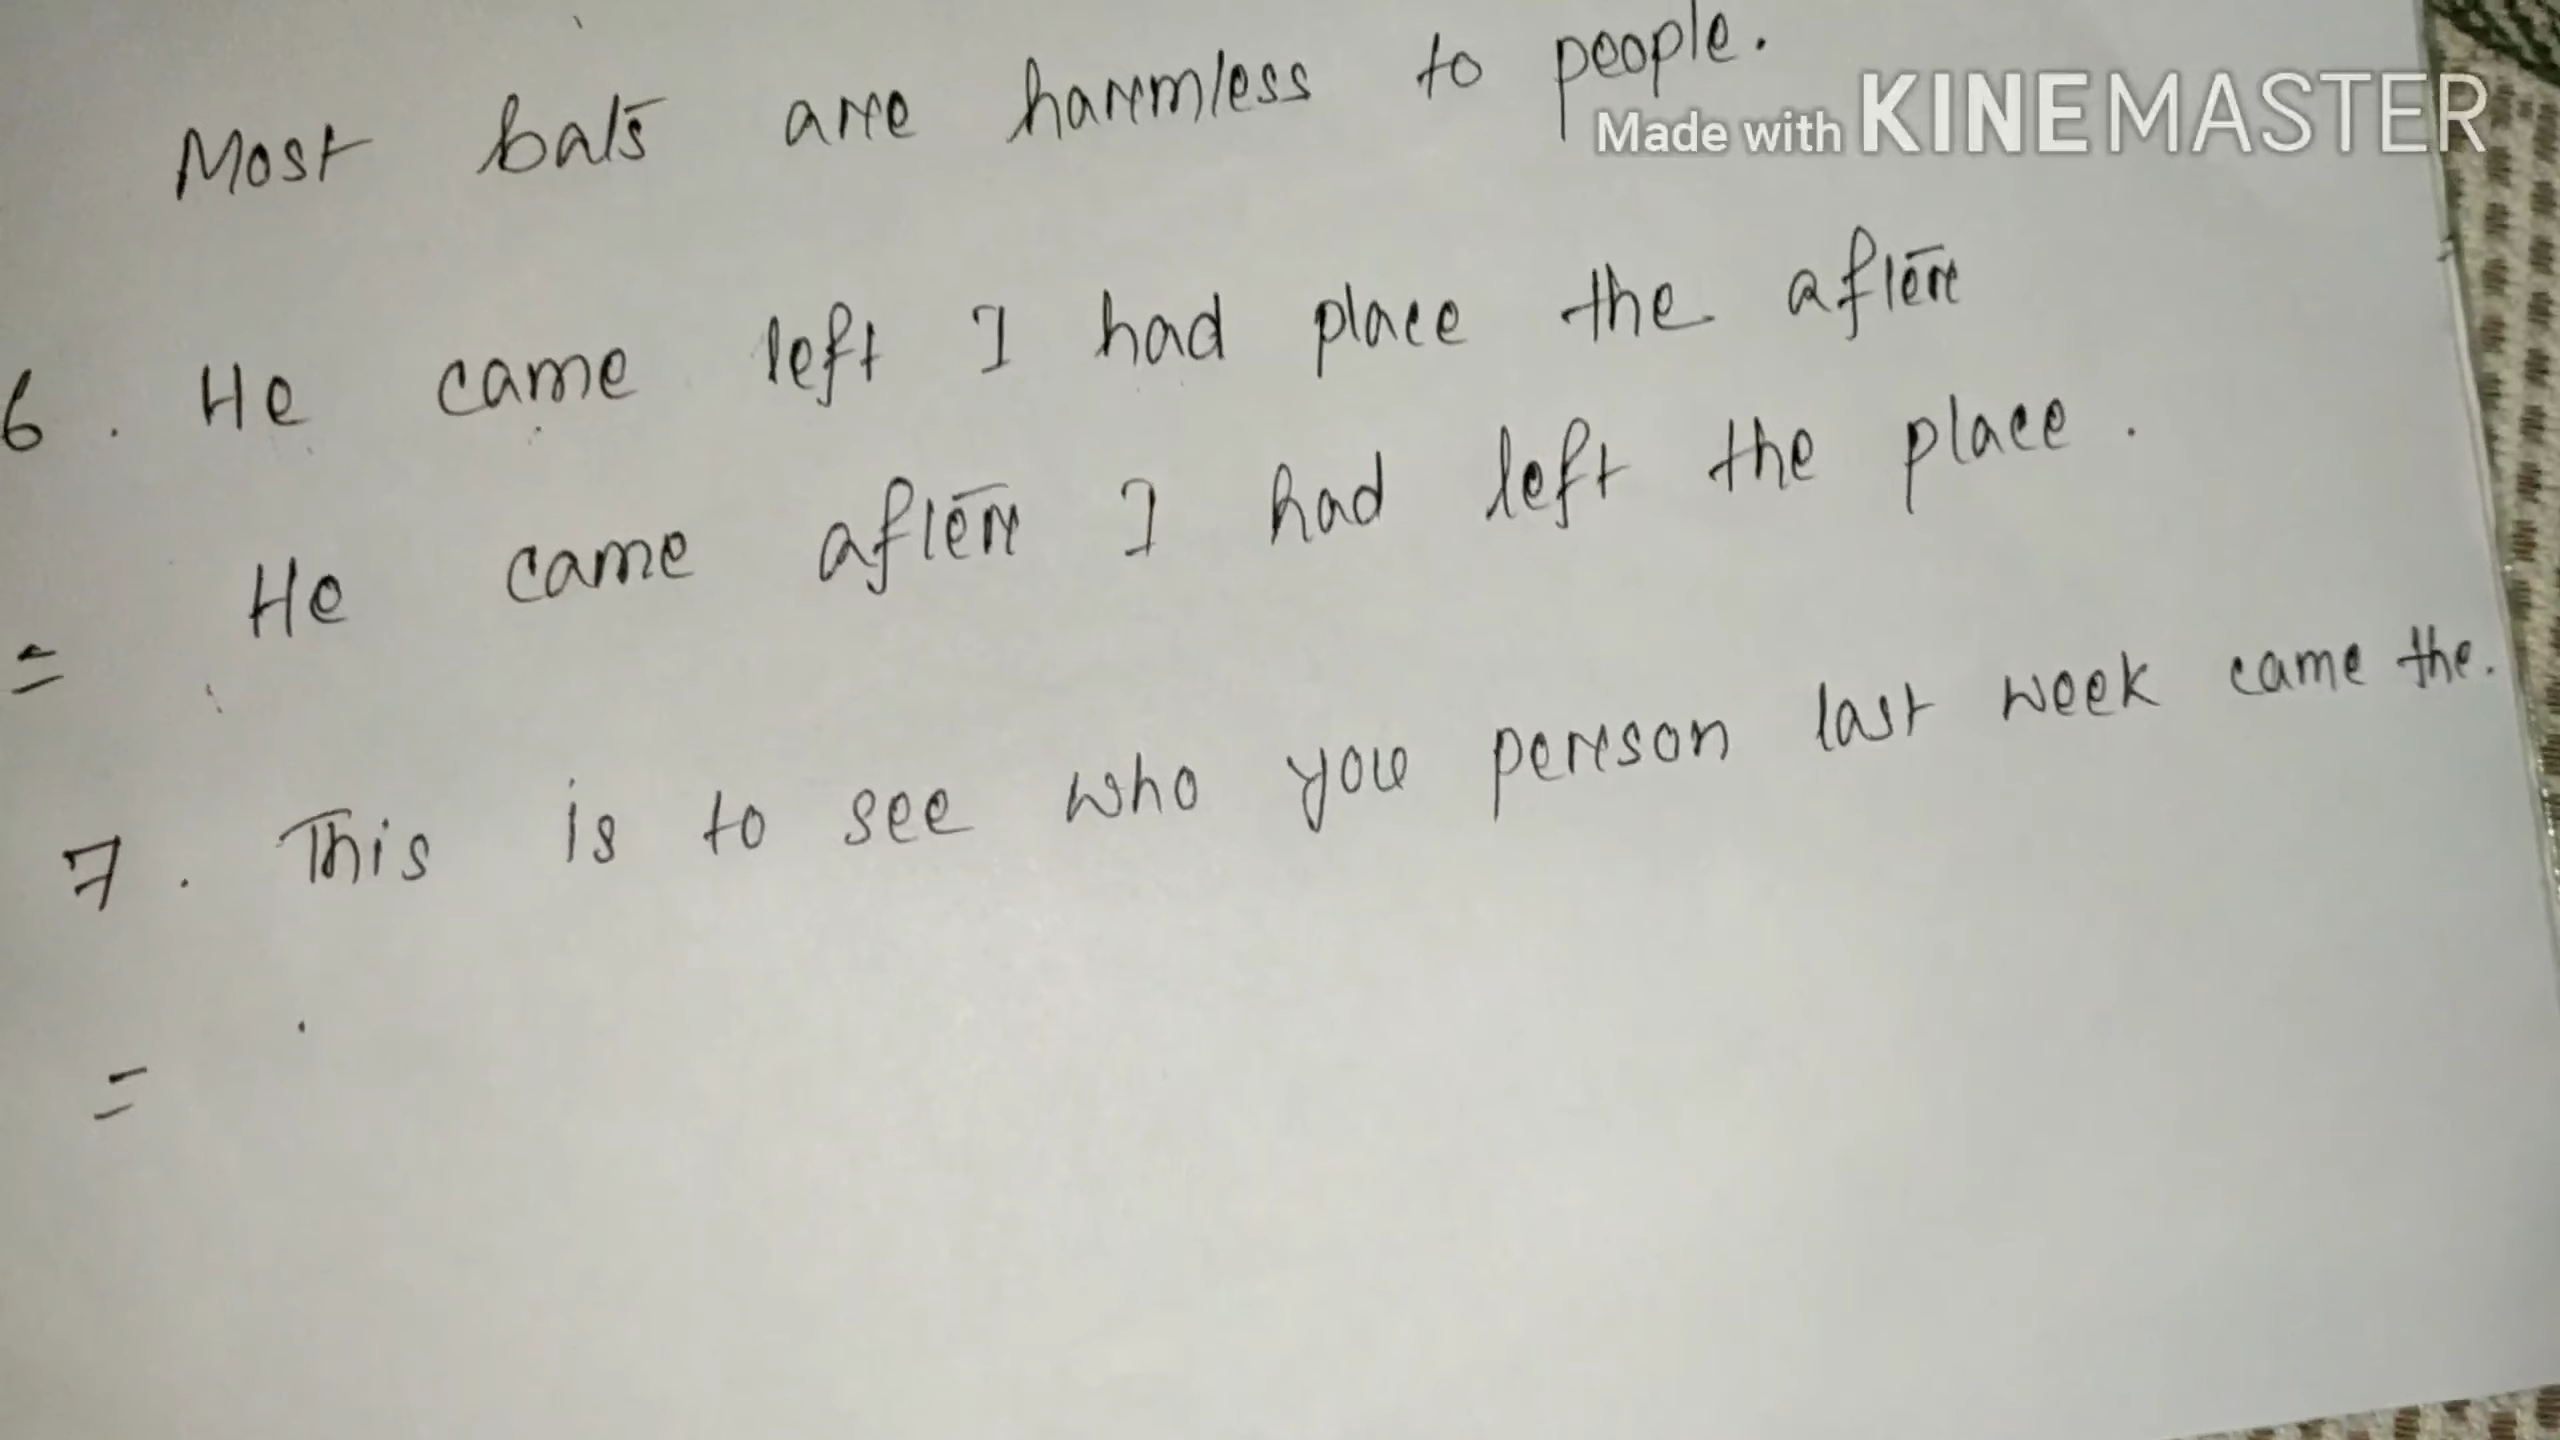 Most bats are harmless to people.
Made with KINEMASTER
6. He came left I had place the after
= He came after I had left the place.
7. This is to see who you person last week came the.
=